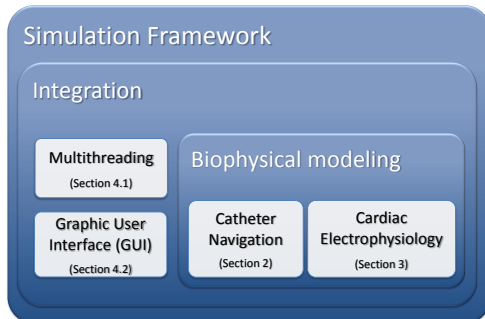 Simulation Framework
Integration
Multithreading
(Section 4.1)
Graphic User
Interface (GUI)
(Section 4.2)
Biophysical modeling
Catheter
Navigation
(Section 2)
Cardiac
Electrophysiology
(Section 3)